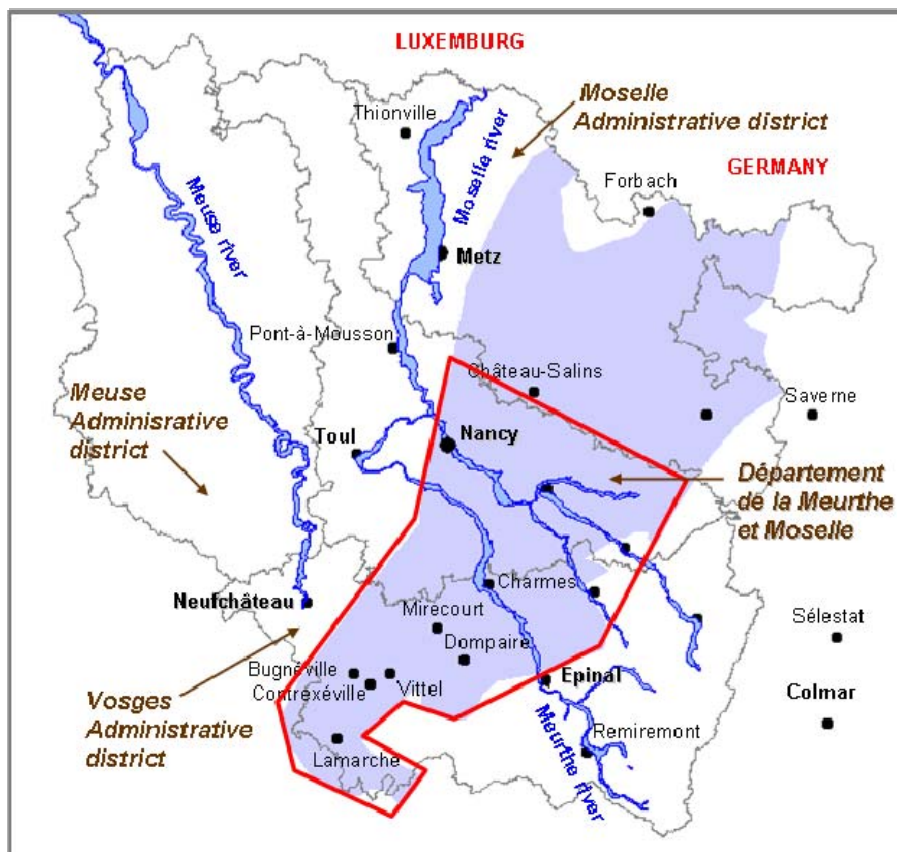 LUXEMBURG
Moselle
Administrative district
Thionville
Moselle river
GERMANY
Forbach
Meuse river
Metz
Pont-à-Mousson
Château-Salins
Meuse
Adminisrative
district
Saverne
Toul
Nancy
Département
de la Meurthe
et Moselle
Charmes
Neufchâteau
Mirecourt
Sélestat
Dompaire
Bugnéville
Contrexéville
Vittel
Epinal
Colmar
Vosges
Administrative
district
Lamarche
Remiremont
Meurthe river